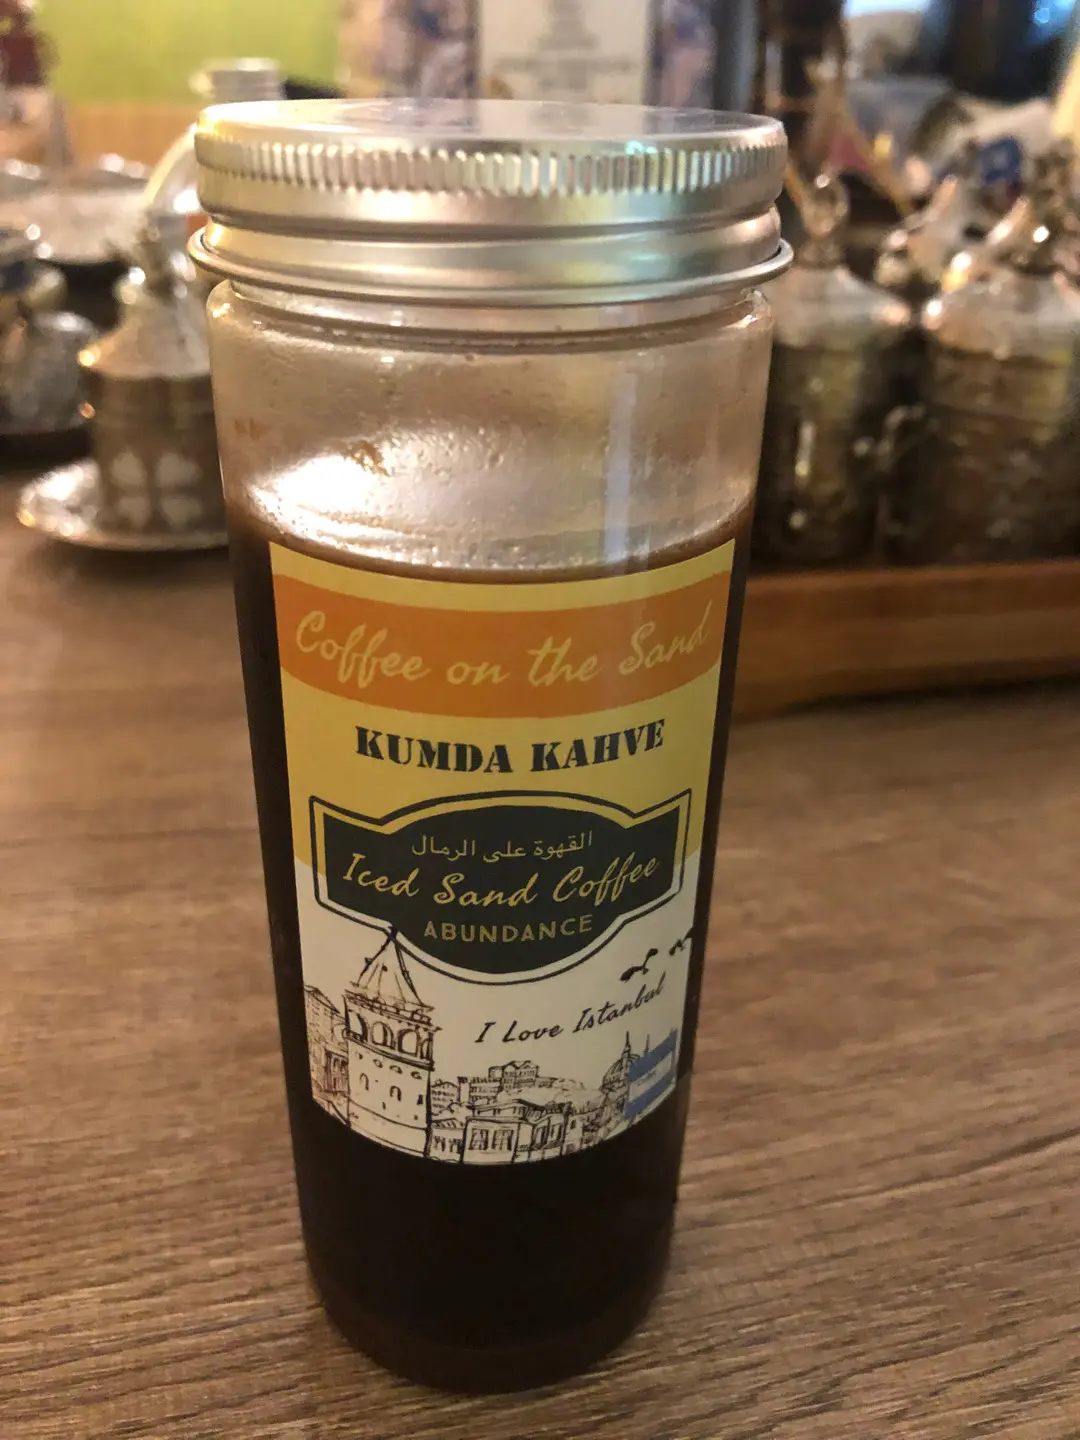 Coffee on the Sand
KUMDA KAHVE
القهوة على الرمال
Iced Sand Coffee
ABUNDANCE
I Love Istanbul